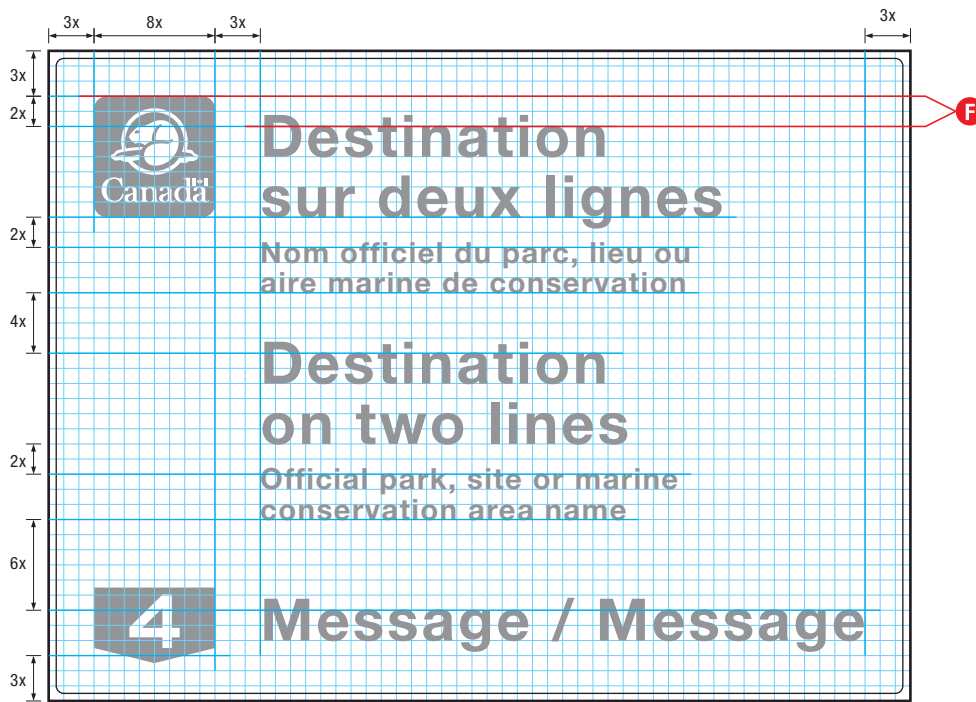 3x 8x 3x 3x
3x
2x
F
Destination
sur deux lignes
Canada
2x
Nom officiel du parc, lieu ou
aire marine de conservation
4x
Destination
on two lines
2x
Official park, site or marine
conservation area name
6x
4 Message / Message
3x